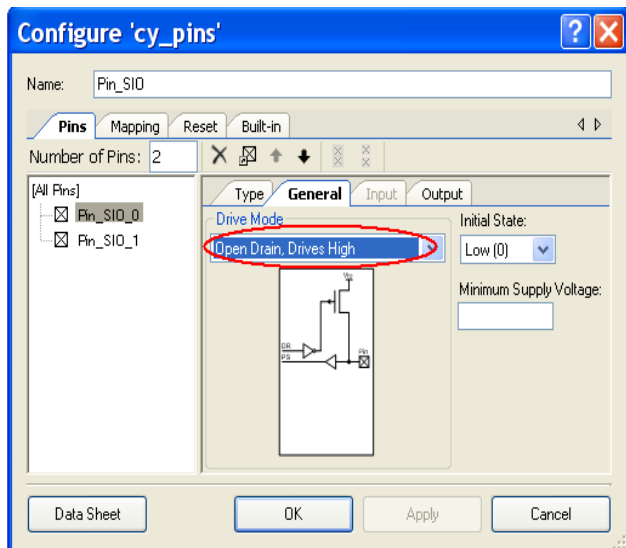 Configure 'cy_pins'
Name: Pin_SIO
Pins Mapping Reset Built-in
Number of Pins: 2
[All Pins]
Pin_SIO_0
Pin_SIO_1
Type General Input Output
Drive Mode
Open Drain, Drives High
Vio
DR
PS
Pin
Initial State:
Low (0)
Minimum Supply Voltage:
Data Sheet OK Apply Cancel